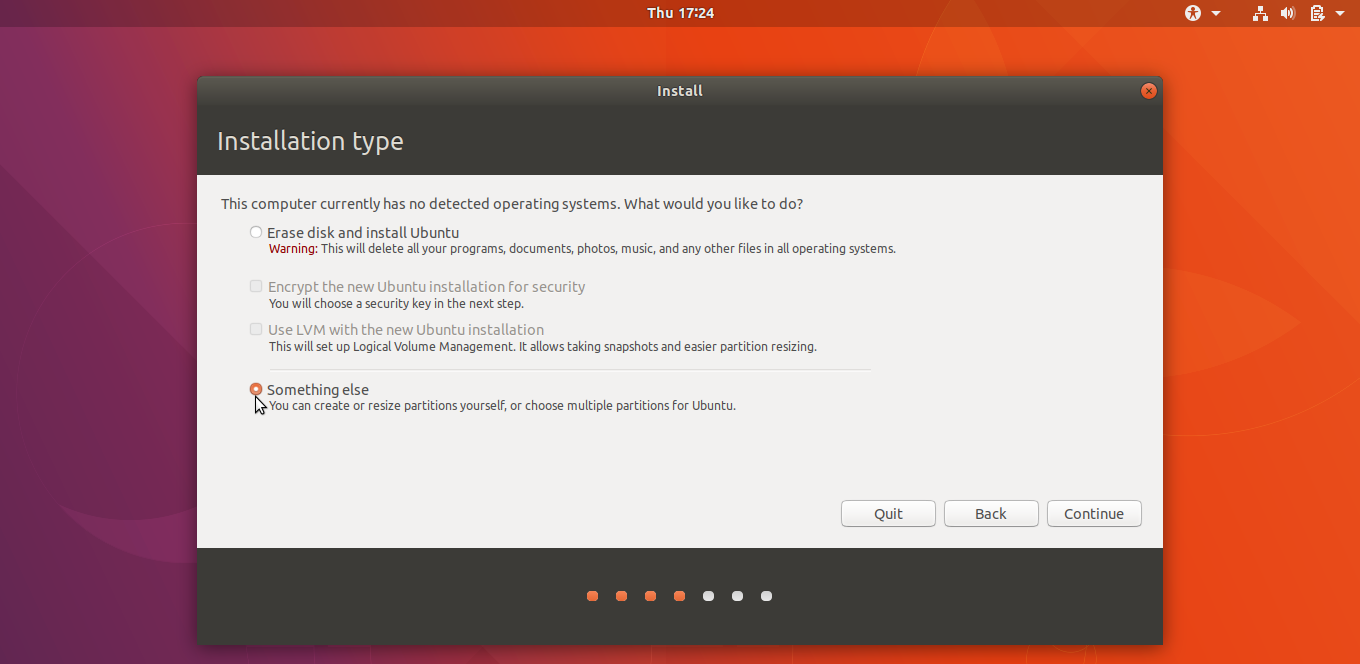 Thu 17:24
Install
Installation type
This computer currently has no detected operating systems. What would you like to do?
Erase disk and install Ubuntu
Warning: This will delete all your programs, documents, photos, music, and any other files in all operating systems.
Encrypt the new Ubuntu installation for security
You will choose a security key in the next step.
Use LVM with the new Ubuntu installation
This will set up Logical Volume Management. It allows taking snapshots and easier partition resizing.
Something else
You can create or resize partitions yourself, or choose multiple partitions for Ubuntu.
Quit
Back
Continue